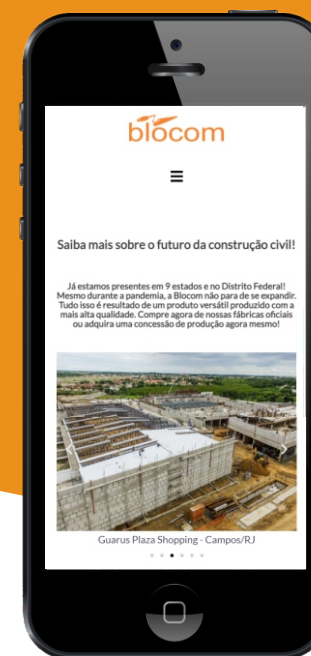 blocom
Saiba mais sobre o futuro da construção civil!
Já estamos presentes em 9 estados e no Distrito Federal!
Mesmo durante a pandemia, a Blocom não para de se expandir.
Tudo isso é resultado de um produto versátil produzido com a
mais alta qualidade. Compre agora de nossas fábricas oficiais
ou adquira uma concessão de produção agora mesmo!
Guarus Plaza Shopping - Campos/RJ